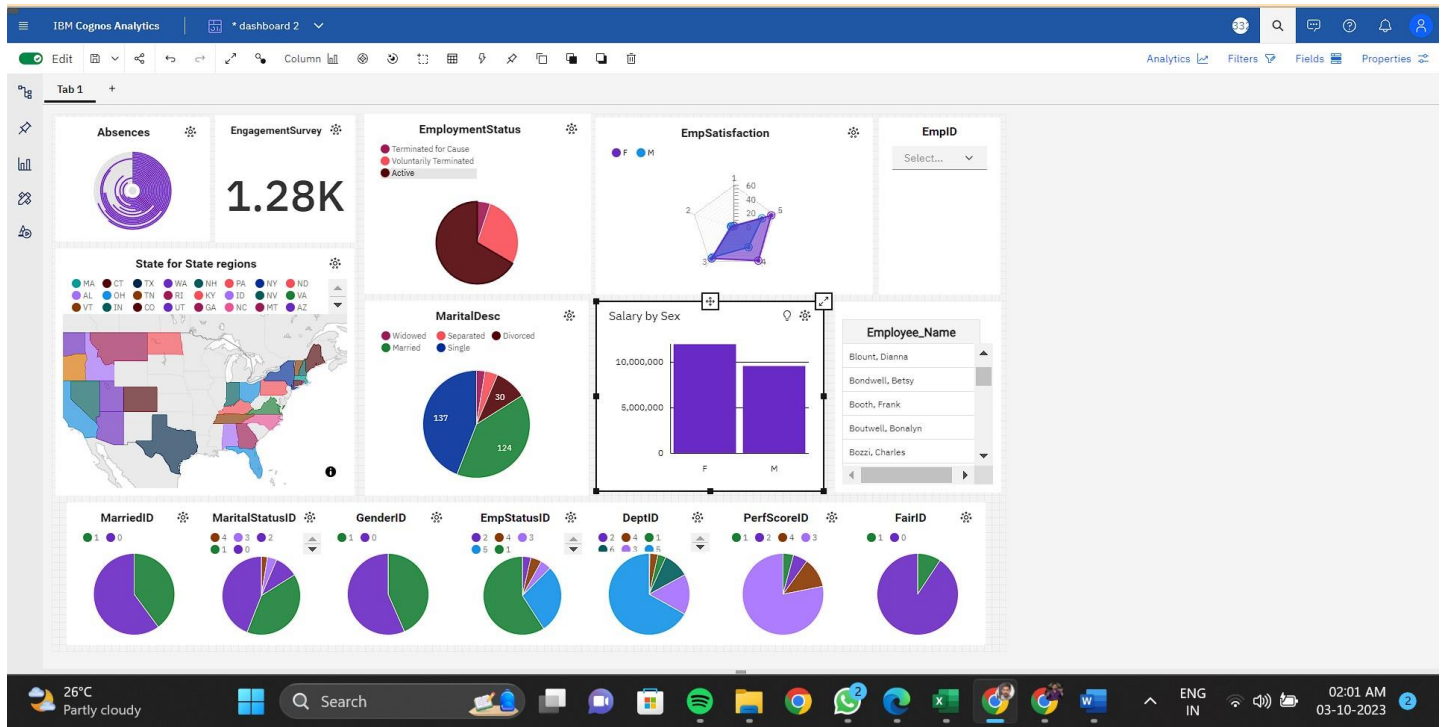 IBM Cognos Analytics
* dashboard 2
Edit
Column
Analytics
Filters
Fields
Properties
Tab 1
+
Absences
EngagementSurvey
1.28K
EmploymentStatus
Terminated for Cause
Voluntarily Terminated
Active
EmpSatisfaction
F M
1
60
40
20
0
2
5
3
4
EmpID
Select...
State for State regions
MA CT TX WA NH PA NY ND
AL OH TN RI KY ID NV VA
VT IN CO UT GA NC MT AZ
MaritalDesc
Widowed Separated Divorced
Married Single
30
137
124
Salary by Sex
10,000,000
5,000,000
0
F M
Employee_Name
Blount, Dianna
Bondwell, Betsy
Booth, Frank
Boutwell, Bonalyn
Bozzi, Charles
MarriedID
1 0
MaritalStatusID
4 3 2
1 0
GenderID
1 0
EmpStatusID
2 4 3
5 1
DeptID
2 4 1
6 3 5
PerfScoreID
1 2 4 3
FairID
1 0
26°C
Partly cloudy
Search
2
W
ENG
IN
02:01 AM
03-10-2023
2